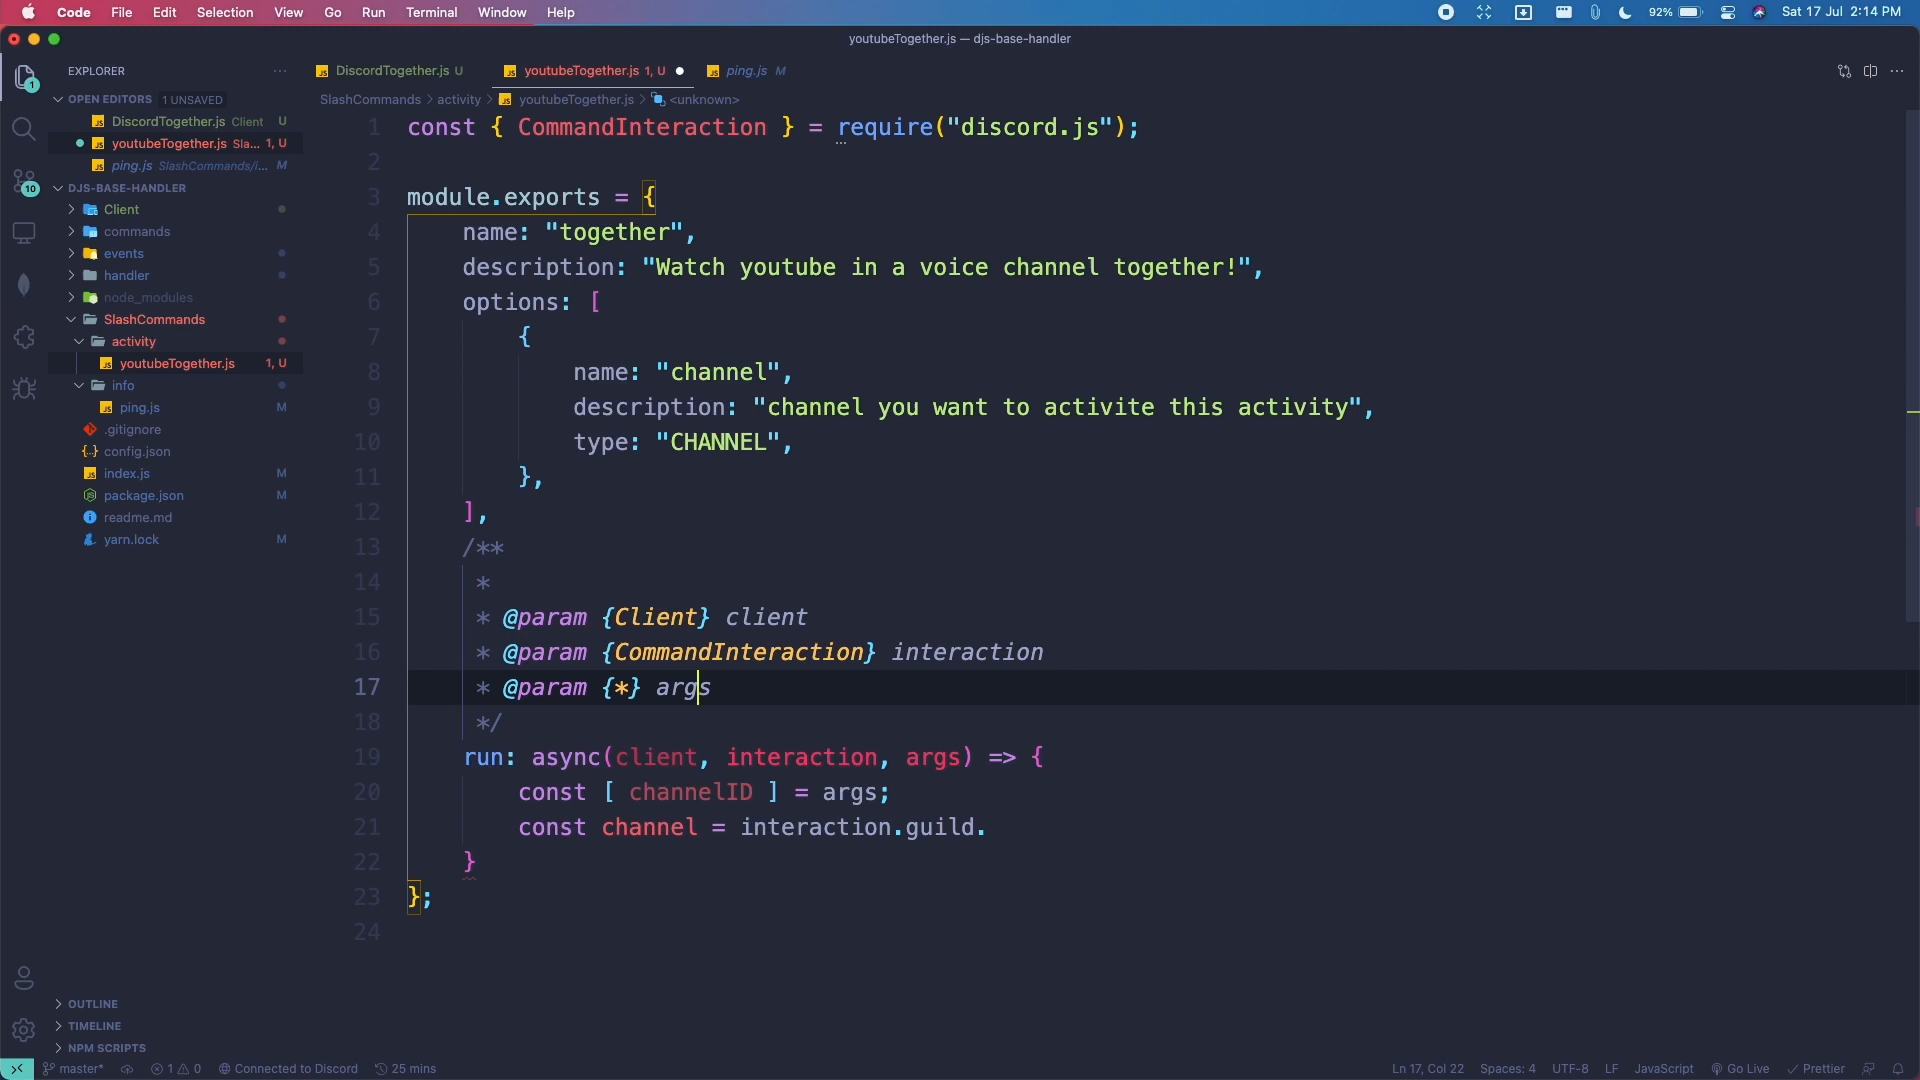 Code File Edit Selection View Go Run Terminal Window Help 92% Sat 17 Jul 2:14 PM
youtubeTogether.js — djs-base-handler
EXPLORER
OPEN EDITORS 1 UNSAVED
DiscordTogether.js Client U
youtubeTogether.js Sla... 1, U
ping.js SlashCommands/i... M
DJS-BASE-HANDLER
Client
commands
events
handler
node_modules
SlashCommands
activity
youtubeTogether.js 1, U
info
ping.js M
.gitignore
config.json
index.js M
package.json M
readme.md
yarn.lock M
OUTLINE
TIMELINE
NPM SCRIPTS
1
10
DiscordTogether.js U youtubeTogether.js 1, U ping.js M
SlashCommands > activity > youtubeTogether.js > <unknown>
1 const { CommandInteraction } = require("discord.js");
2
3 module.exports = {
4 name: "together",
5 description: "Watch youtube in a voice channel together!",
6 options: [
7 {
8 name: "channel",
9 description: "channel you want to activite this activity",
10 type: "CHANNEL",
11 },
12 ],
13 /**
14 *
15 * @param {Client} client
16 * @param {CommandInteraction} interaction
17 * @param {*} args
18 */
19 run: async(client, interaction, args) => {
20 const [ channelID ] = args;
21 const channel = interaction.guild.
22 }
23 };
24
master* 1 0 Connected to Discord 25 mins Ln 17, Col 22 Spaces: 4 UTF-8 LF JavaScript Go Live Prettier